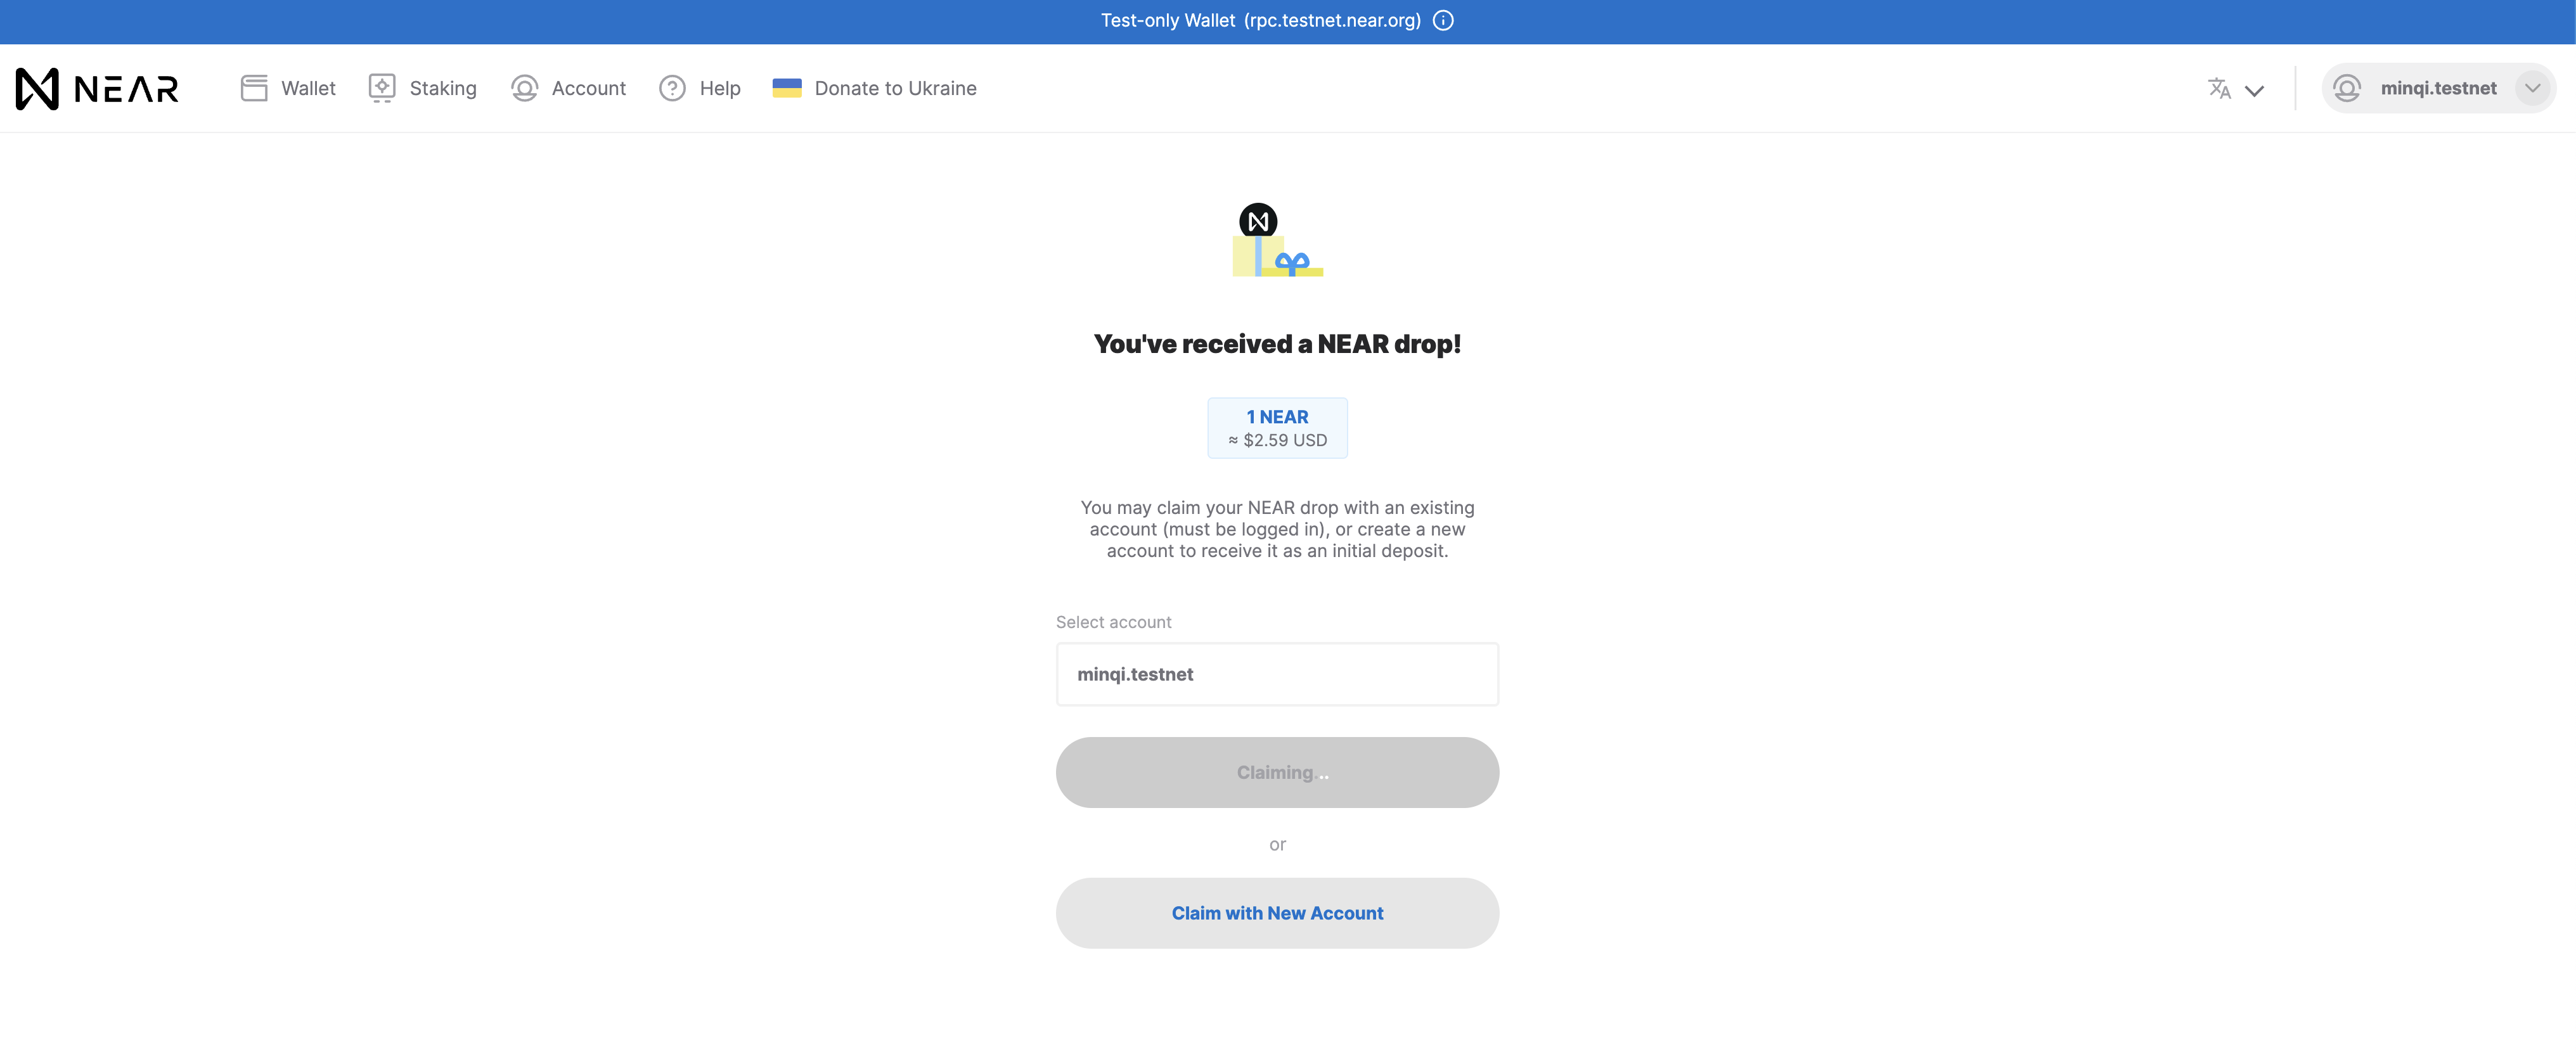 Test-only Wallet (rpc.testnet.near.org)
NEAR Wallet Staking Account Help Donate to Ukraine minqi.testnet
You've received a NEAR drop!
1 NEAR
≈ $2.59 USD
You may claim your NEAR drop with an existing
account (must be logged in), or create a new
account to receive it as an initial deposit.
Select account
minqi.testnet
Claiming...
or
Claim with New Account